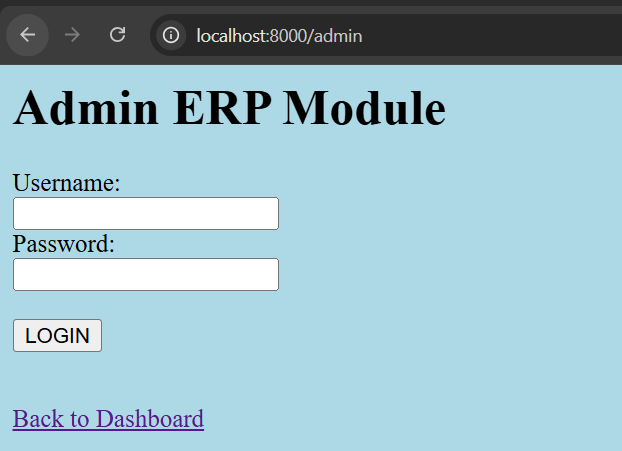 localhost:8000/admin
Admin ERP Module
Username:
Password:
LOGIN
Back to Dashboard